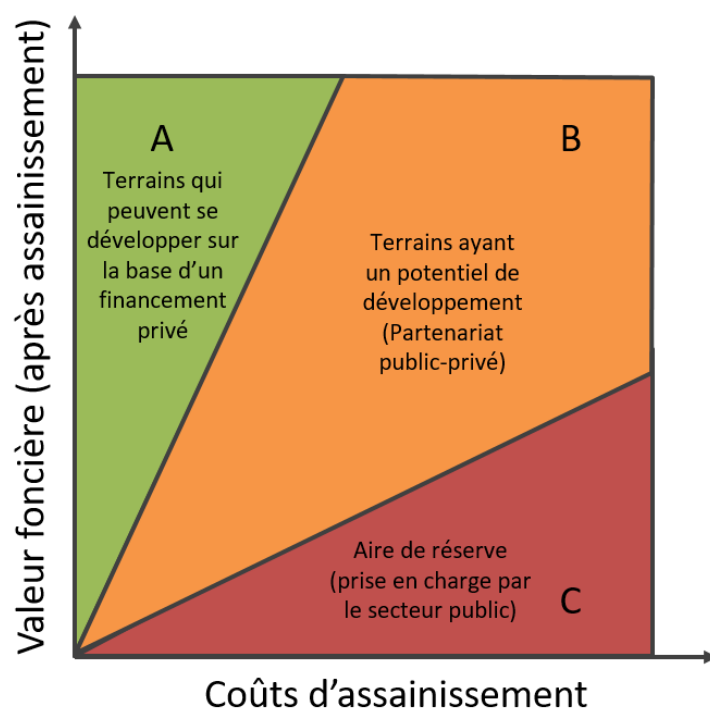 Valeur foncière (après assainissement)
A
Terrains qui
peuvent se
développer sur
la base d’un
financement
privé
B
Terrains ayant
un potentiel de
développement
(Partenariat
public-privé)
Aire de réserve
(prise en charge par
le secteur public)
C
Coûts d’assainissement